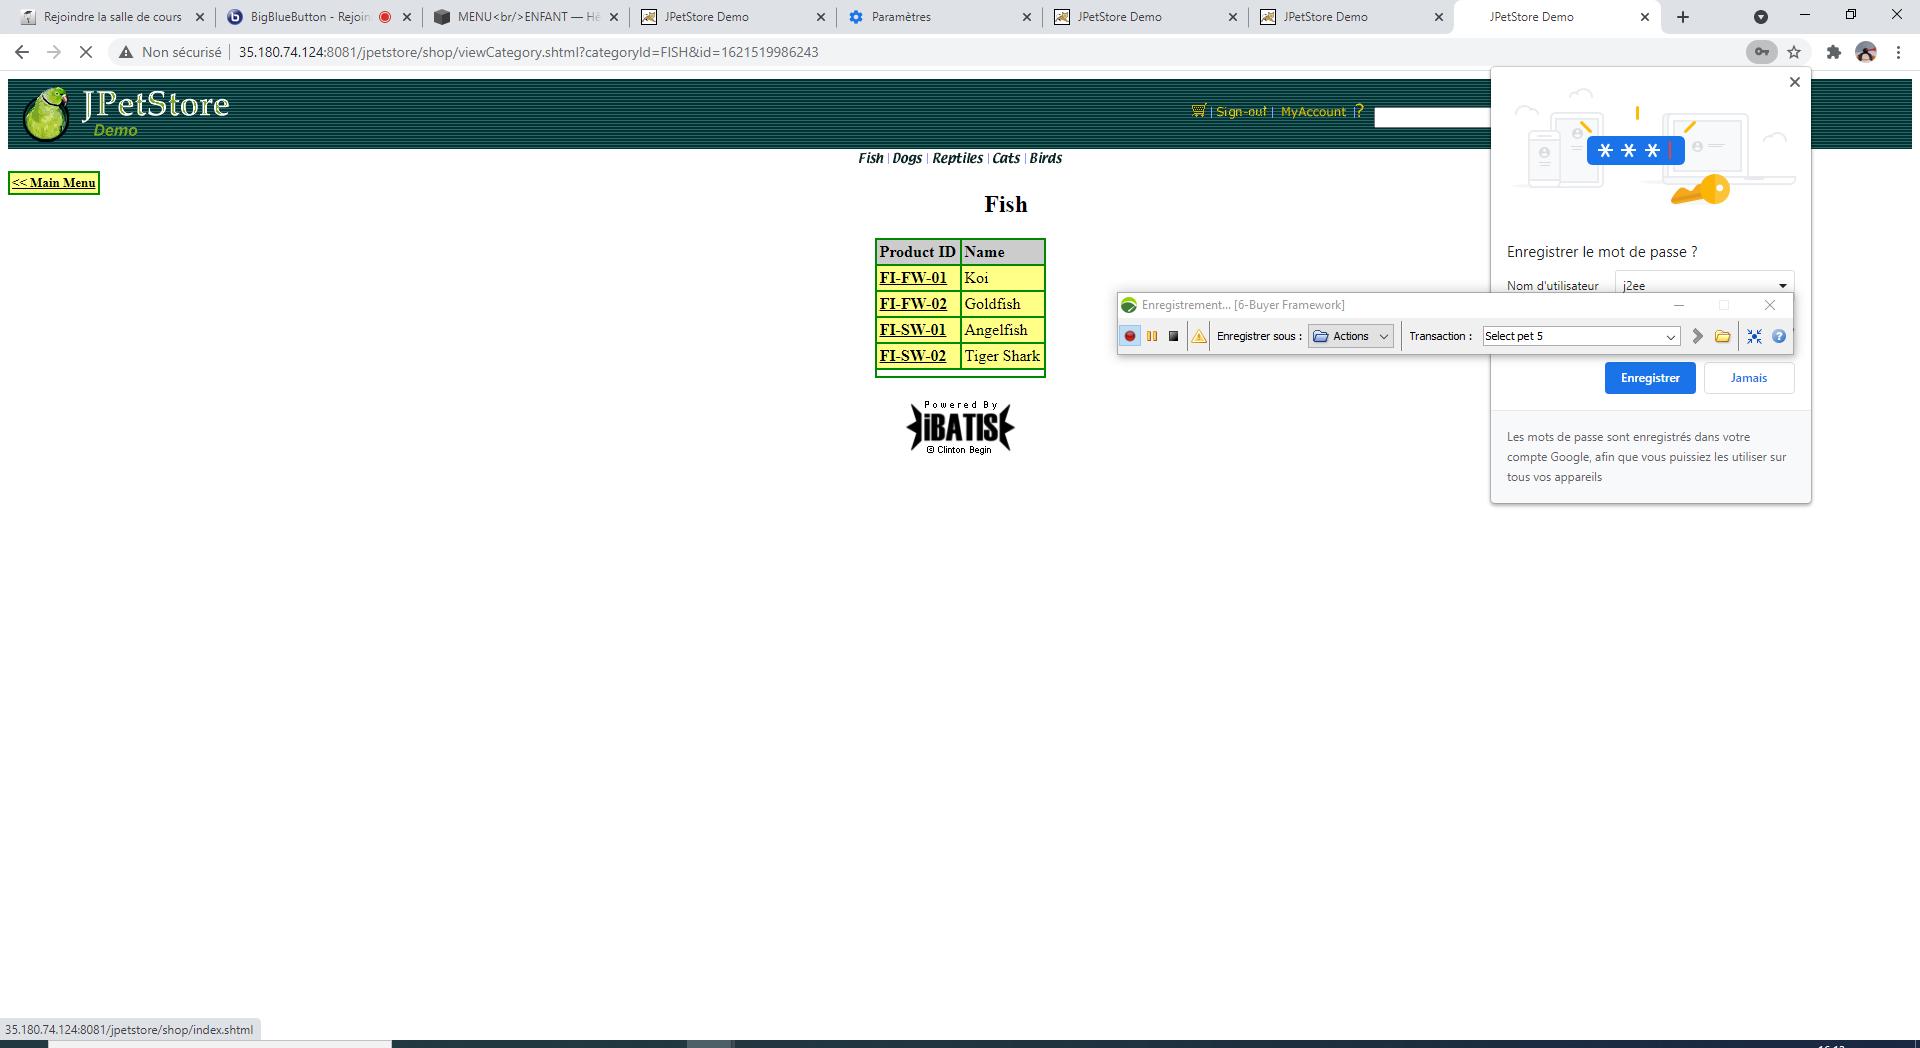 Rejoindre la salle de cours
BigBlueButton - Rejoin
MENU<br/>ENFANT — Hé
JPetStore Demo
Paramètres
JPetStore Demo
JPetStore Demo
JPetStore Demo
Non sécurisé
35.180.74.124:8081/jpetstore/shop/viewCategory.shtml?categoryId=FISH&id=1621519986243
JPetStore
Demo
| Sign-out | MyAccount | ?
Fish | Dogs | Reptiles | Cats | Birds
<< Main Menu
Fish
Product ID Name
FI-FW-01 Koi
FI-FW-02 Goldfish
FI-SW-01 Angelfish
FI-SW-02 Tiger Shark
Powered By
iBATIS
© Clinton Begin
* * * |
Enregistrer le mot de passe ?
Nom d'utilisateur j2ee
Enregistrement... [6-Buyer Framework]
Enregistrer sous : Actions Transaction : Select pet 5
Enregistrer Jamais
Les mots de passe sont enregistrés dans votre
compte Google, afin que vous puissiez les utiliser sur
tous vos appareils
35.180.74.124:8081/jpetstore/shop/index.shtml